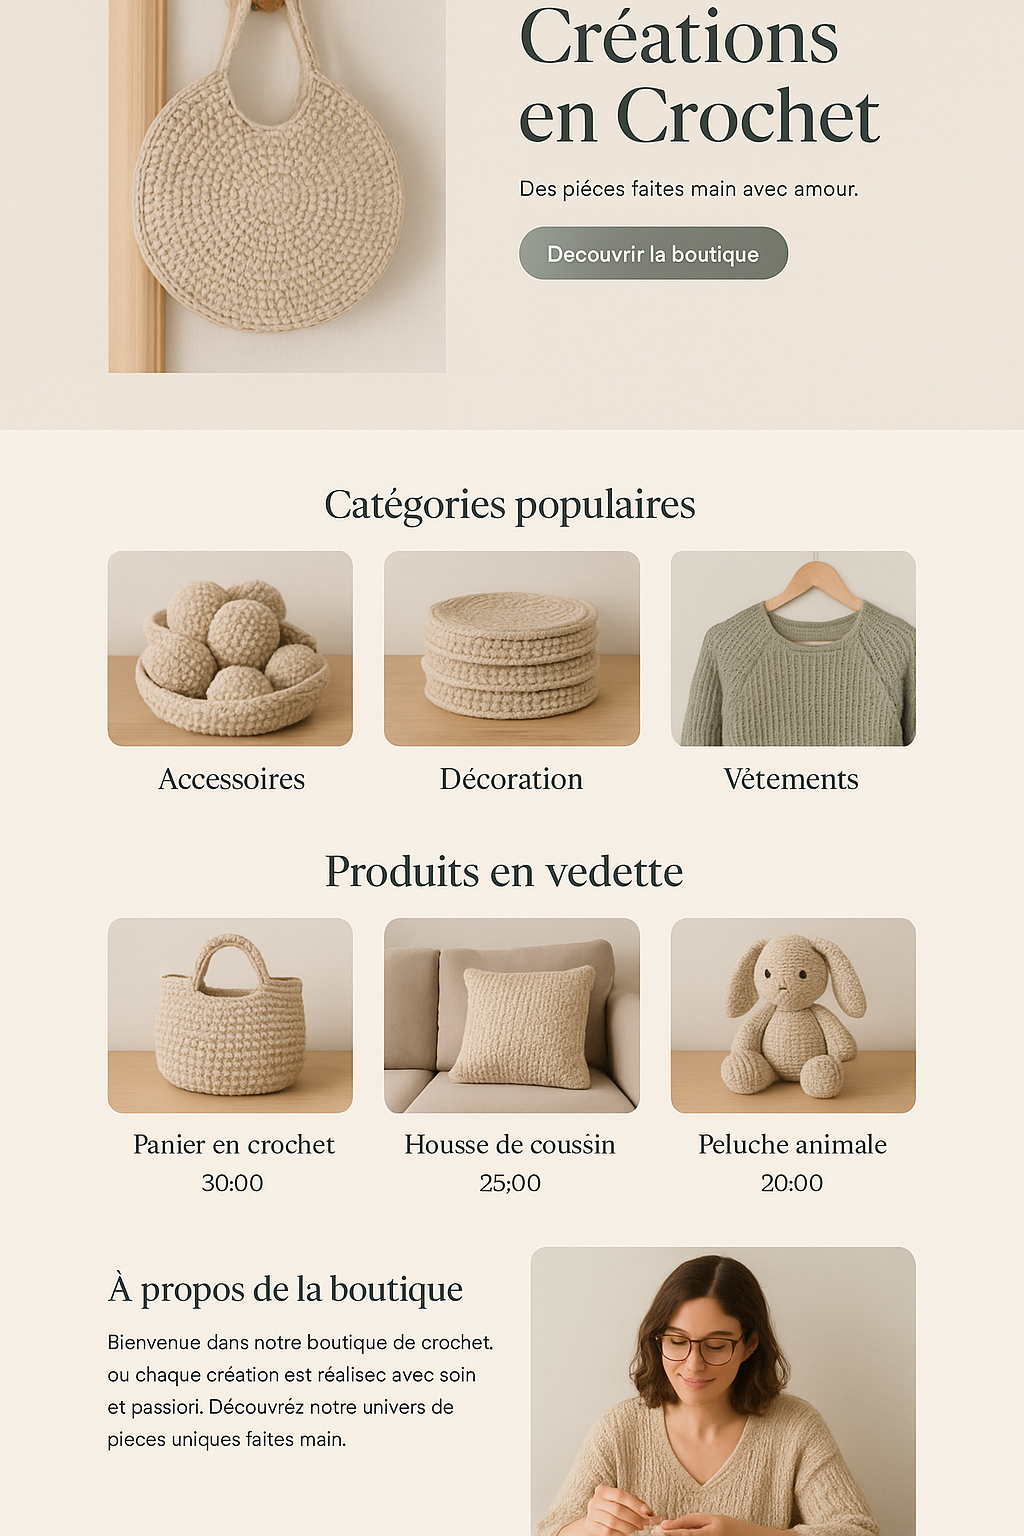 Créations
en Crochet
Des piéces faites main avec amour.
Decouvrir la boutique
Catégories populaires
Accessoires
Décoration
Vêtements
Produits en vedette
Panier en crochet
30:00
Housse de coussin
25;00
Peluche animale
20:00
À propos de la boutique
Bienvenue dans notre boutique de crochet.
ou chaque création est réalisec avec soin
et passiori. Découvréz notre univers de
pieces uniques faites main.